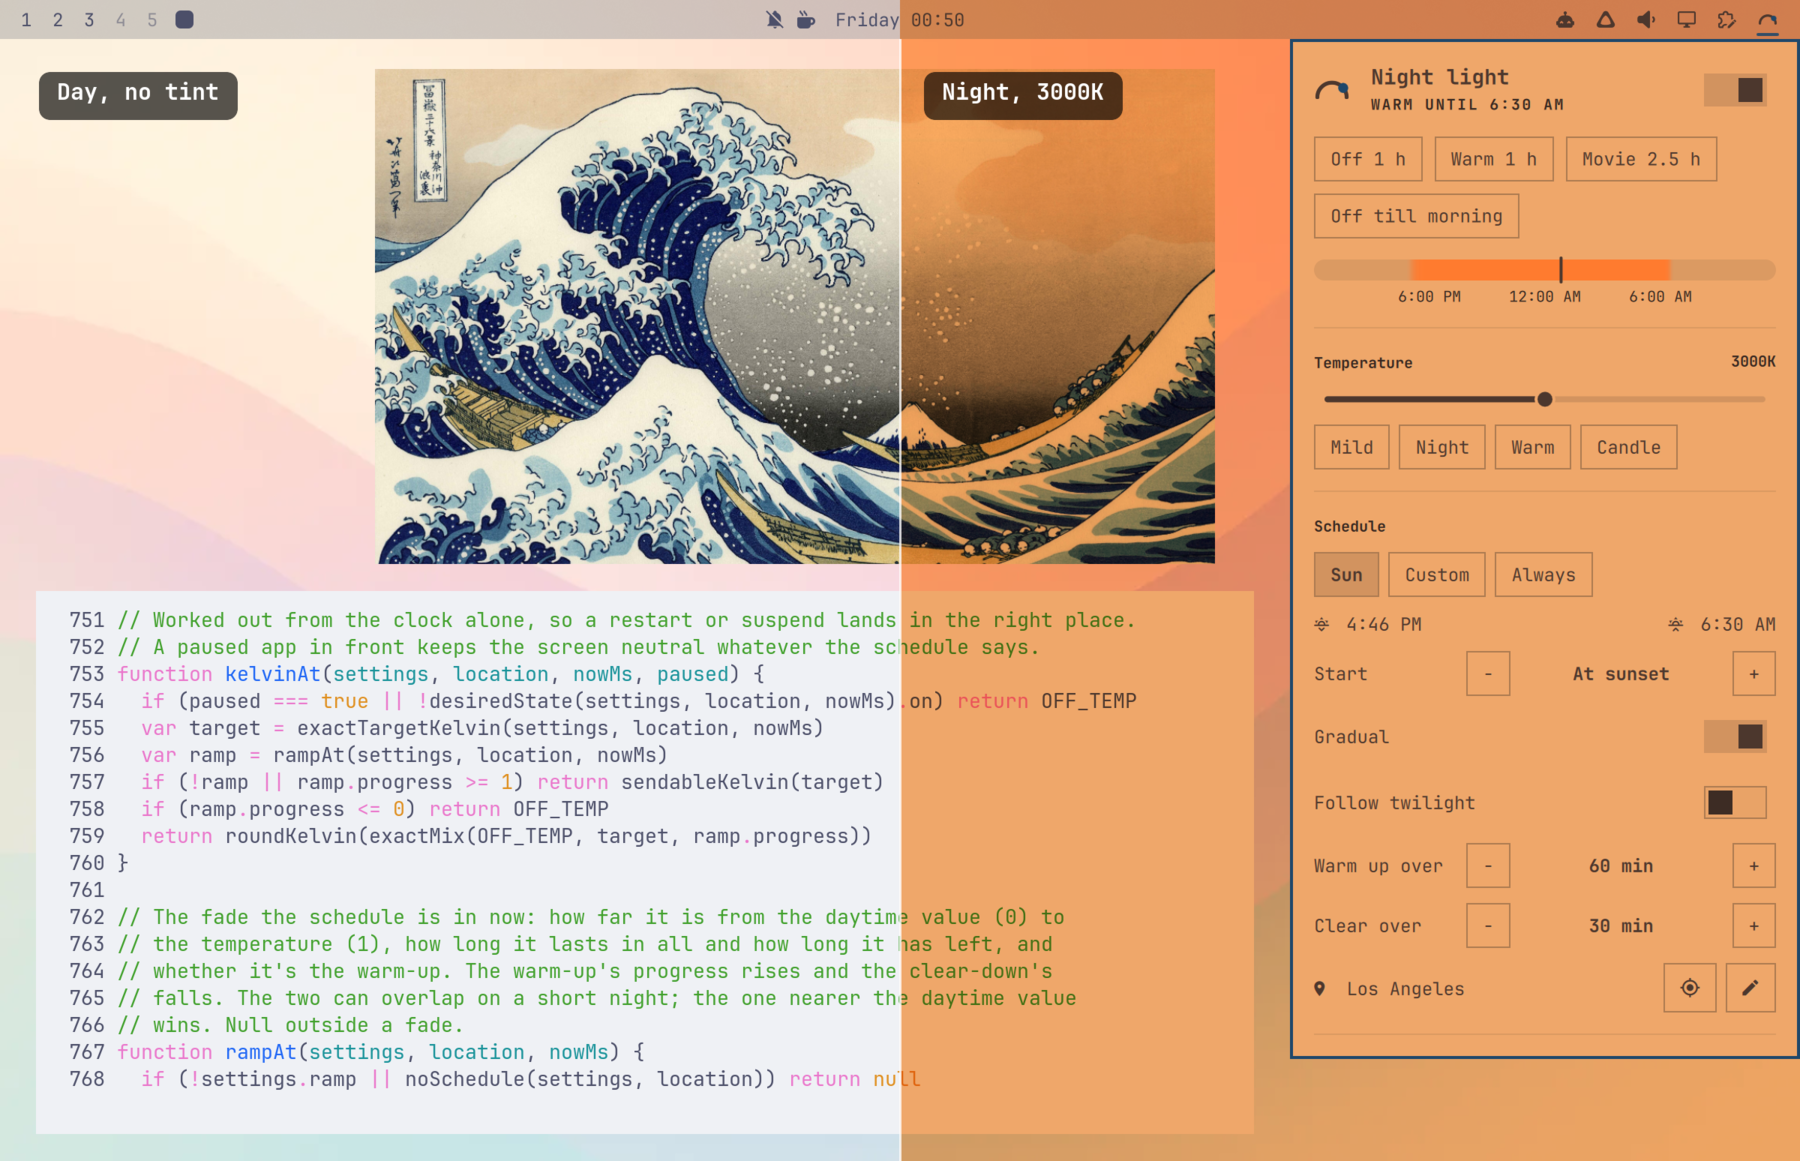 1 2 3 4 5
Friday 00:50
Day, no tint
Night, 3000K
冨嶽三十六景 神奈川沖
浪裏
Night light
WARM UNTIL 6:30 AM
Off 1 h
Warm 1 h
Movie 2.5 h
Off till morning
6:00 PM 12:00 AM 6:00 AM
Temperature 3000K
Mild
Night
Warm
Candle
Schedule
Sun
Custom
Always
4:46 PM 6:30 AM
Start - At sunset +
Gradual
Follow twilight
Warm up over - 60 min +
Clear over - 30 min +
Los Angeles
751 // Worked out from the clock alone, so a restart or suspend lands in the right place.
752 // A paused app in front keeps the screen neutral whatever the schedule says.
753 function kelvinAt(settings, location, nowMs, paused) {
754   if (paused === true || !desiredState(settings, location, nowMs).on) return OFF_TEMP
755   var target = exactTargetKelvin(settings, location, nowMs)
756   var ramp = rampAt(settings, location, nowMs)
757   if (!ramp || ramp.progress >= 1) return sendableKelvin(target)
758   if (ramp.progress <= 0) return OFF_TEMP
759   return roundKelvin(exactMix(OFF_TEMP, target, ramp.progress))
760 }
761
762 // The fade the schedule is in now: how far it is from the daytime value (0) to
763 // the temperature (1), how long it lasts in all and how long it has left, and
764 // whether it's the warm-up. The warm-up's progress rises and the clear-down's
765 // falls. The two can overlap on a short night; the one nearer the daytime value
766 // wins. Null outside a fade.
767 function rampAt(settings, location, nowMs) {
768   if (!settings.ramp || noSchedule(settings, location)) return null